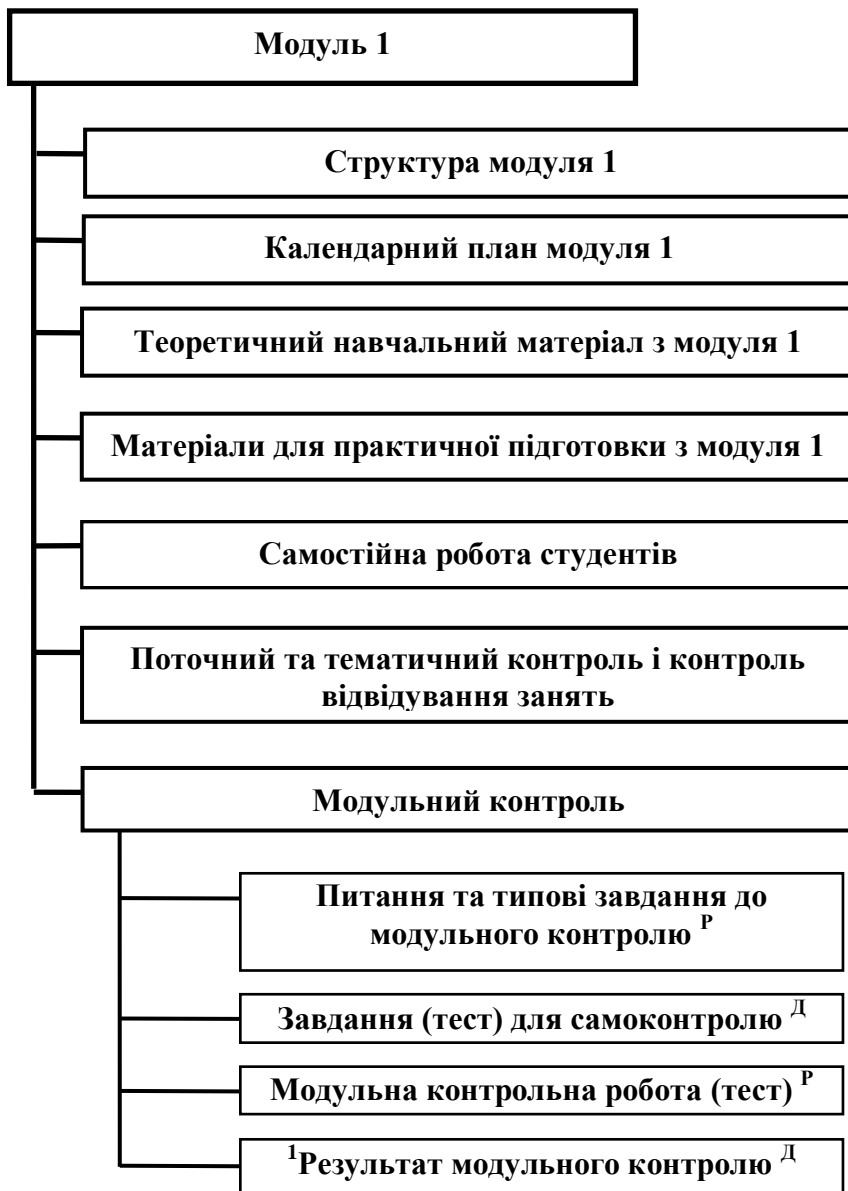 Модуль 1
Структура модуля 1
Календарний план модуля 1
Теоретичний навчальний матеріал з модуля 1
Матеріали для практичної підготовки з модуля 1
Самостійна робота студентів
Поточний та тематичний контроль і контроль
відвідування занять
Модульний контроль
Питання та типові завдання до
модульного контролю Р
Завдання (тест) для самоконтролю Д
Модульна контрольна робота (тест) Р
1Результат модульного контролю Д